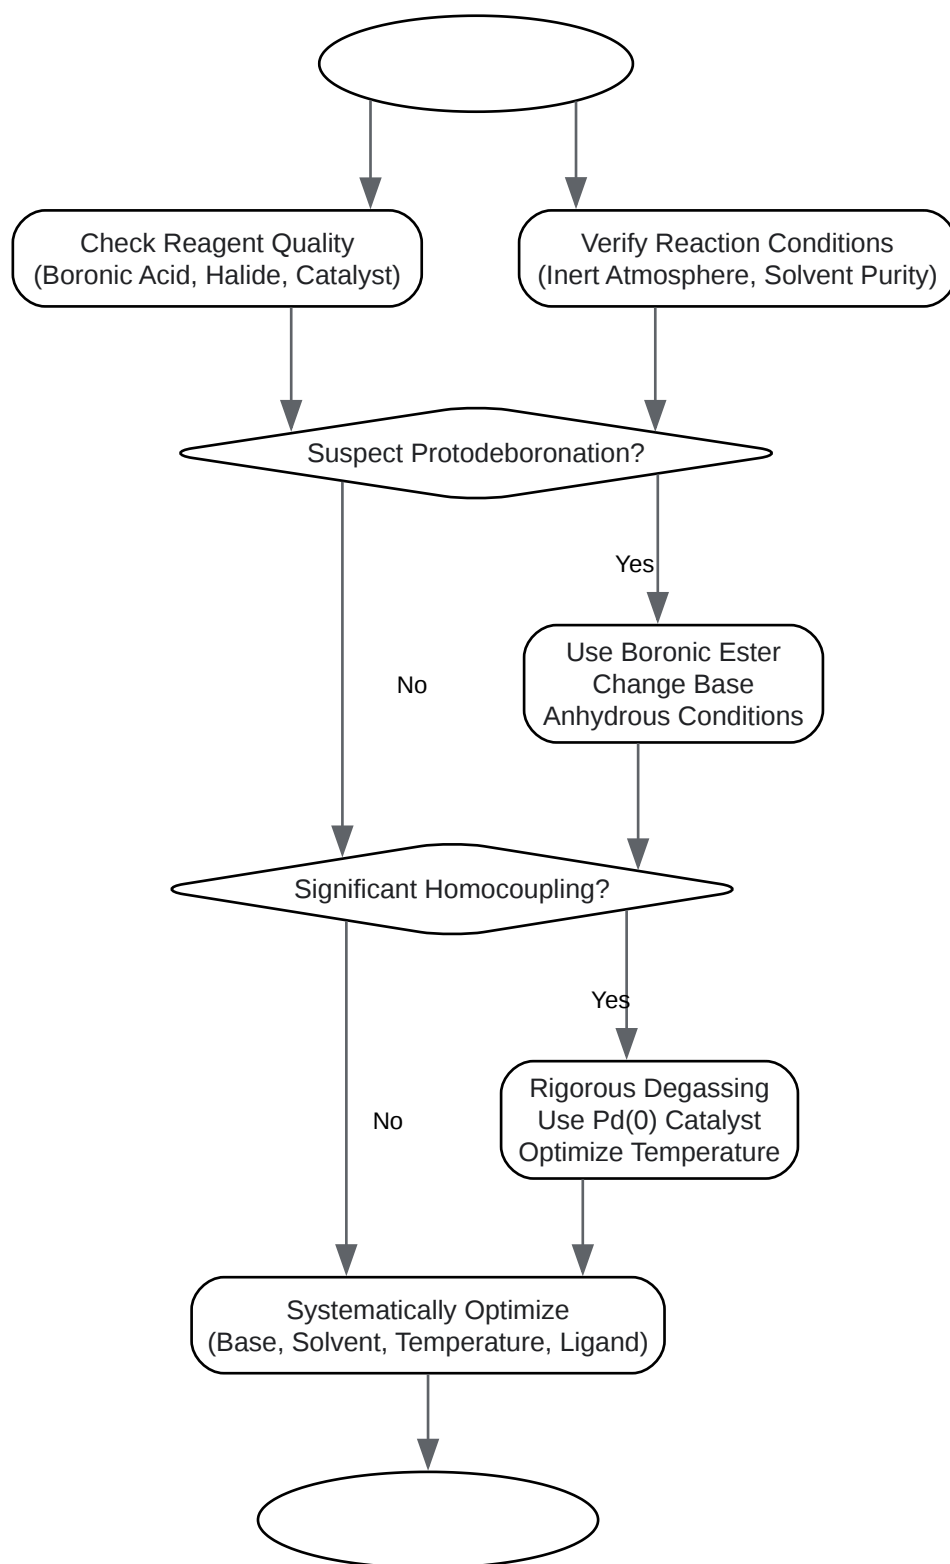 Check Reagent Quality
(Boronic Acid, Halide, Catalyst)
Verify Reaction Conditions
(Inert Atmosphere, Solvent Purity)
Suspect Protodeboronation?
Yes
No
Use Boronic Ester
Change Base
Anhydrous Conditions
Significant Homocoupling?
Yes
No
Rigorous Degassing
Use Pd(0) Catalyst
Optimize Temperature
Systematically Optimize
(Base, Solvent, Temperature, Ligand)